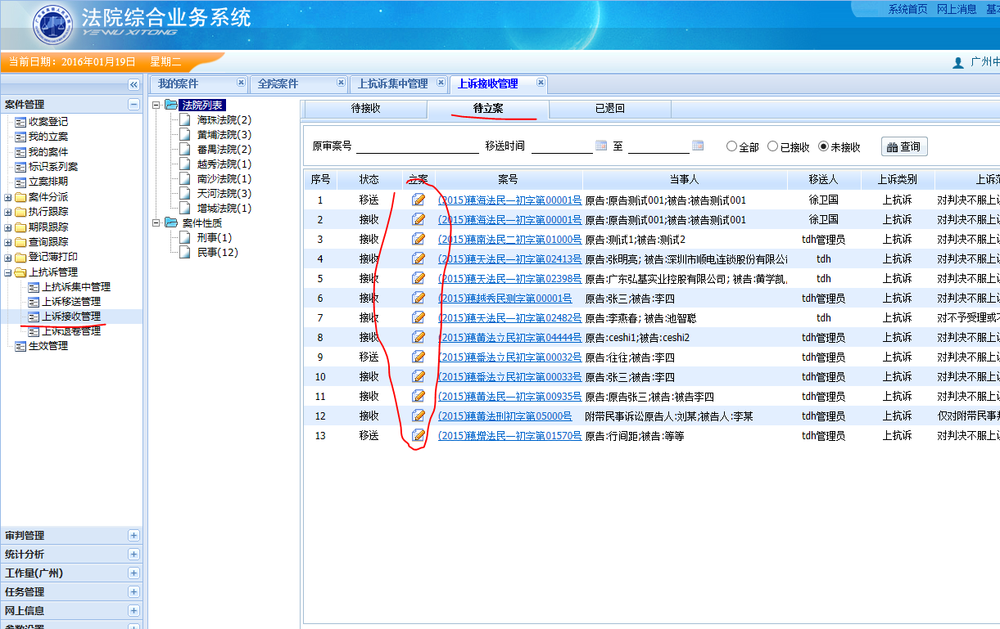 法院综合业务系统
YEWU XITONG
系统首页 网上消息
当前日期：2016年01月19日 星期二
广州中
案件管理
收案登记
我的立案
我的案件
标识系列案
立案排期
案件分派
执行跟踪
期限跟踪
查询跟踪
登记簿打印
上抗诉管理
上抗诉集中管理
上诉移送管理
上诉接收管理
上诉退卷管理
生效管理
审判管理
统计分析
工作量(广州)
任务管理
网上信息
参数设置
我的案件 全院案件 上抗诉集中管理 上诉接收管理
法院列表
海珠法院(2)
黄埔法院(3)
番禺法院(2)
越秀法院(1)
南沙法院(1)
天河法院(3)
增城法院(1)
案件性质
刑事(1)
民事(12)
待接收 待立案 已退回
原审案号 移送时间 至 全部 已接收 未接收 查询
序号 状态 立案 案号 当事人 移送人 上诉类别 上诉
1 移送 (2015)穗海法民一初字第00001号 原告:原告测试001;被告:被告测试001 徐卫国 上抗诉 对判决不服上诉
2 接收 (2015)穗海法民一初字第00001号 原告:原告测试001;被告:被告测试001 徐卫国 上抗诉 对判决不服上诉
3 接收 (2015)穗南法民二初字第01000号 原告:测试1;被告:测试2 tdh管理员 上抗诉 对判决不服上诉
4 接收 (2015)穗天法民一初字第02413号 原告:张明亮; 被告:深圳市顺电连锁股份有限公司 tdh 上抗诉 对判决不服上诉
5 接收 (2015)穗天法民一初字第02398号 原告:广东弘基实业控股有限公司; 被告:黄学凯, tdh 上抗诉 对判决不服上诉
6 接收 (2015)穗越秀民测字第00001号 原告:张三;被告:李四 tdh管理员 上抗诉 对判决不服上诉
7 接收 (2015)穗天法民一初字第02482号 原告:李燕春; 被告:池智聪 tdh 上抗诉 对不予受理或
8 接收 (2015)穗黄法立民初字第04444号 原告:ceshi1;被告:ceshi2 tdh管理员 上抗诉 对判决不服上诉
9 移送 (2015)穗番法立民初字第00032号 原告:往往;被告:李四 tdh管理员 上抗诉 对判决不服上诉
10 接收 (2015)穗番法立民初字第00033号 原告:张三;被告:李四 tdh管理员 上抗诉 对判决不服上诉
11 接收 (2015)穗黄法民一初字第00935号 原告:原告张三;被告:被告李四 tdh管理员 上抗诉 对判决不服上诉
12 接收 (2015)穗黄法刑初字第05000号 附带民事诉讼原告人:刘某;被告人:李某 tdh管理员 上抗诉 仅对附带民事
13 移送 (2015)穗增法民一初字第01570号 原告:行间距;被告:等等 tdh管理员 上抗诉 对判决不服上诉